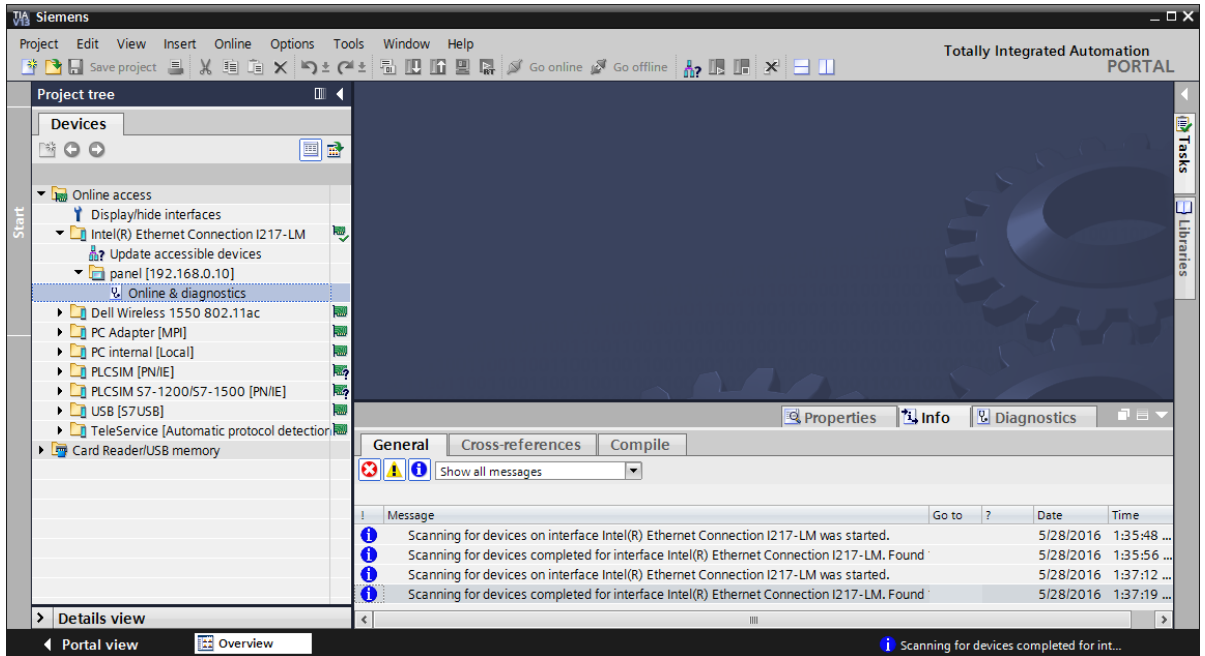 TIA V13 Siemens
Project Edit View Insert Online Options Tools Window Help
Totally Integrated Automation
PORTAL
Save project Go online Go offline
Project tree
Devices
Start
Online access
Display/hide interfaces
Intel(R) Ethernet Connection I217-LM
Update accessible devices
panel [192.168.0.10]
Online & diagnostics
Dell Wireless 1550 802.11ac
PC Adapter [MPI]
PC internal [Local]
PLCSIM [PN/IE]
PLCSIM S7-1200/S7-1500 [PN/IE]
USB [S7USB]
TeleService [Automatic protocol detection
Card Reader/USB memory
Details view
Tasks
Libraries
Properties Info Diagnostics
General Cross-references Compile
Show all messages
! Message Go to ? Date Time
Scanning for devices on interface Intel(R) Ethernet Connection I217-LM was started. 5/28/2016 1:35:48 ...
Scanning for devices completed for interface Intel(R) Ethernet Connection I217-LM. Found 5/28/2016 1:35:56 ...
Scanning for devices on interface Intel(R) Ethernet Connection I217-LM was started. 5/28/2016 1:37:12 ...
Scanning for devices completed for interface Intel(R) Ethernet Connection I217-LM. Found 5/28/2016 1:37:19 ...
Portal view Overview Scanning for devices completed for int...